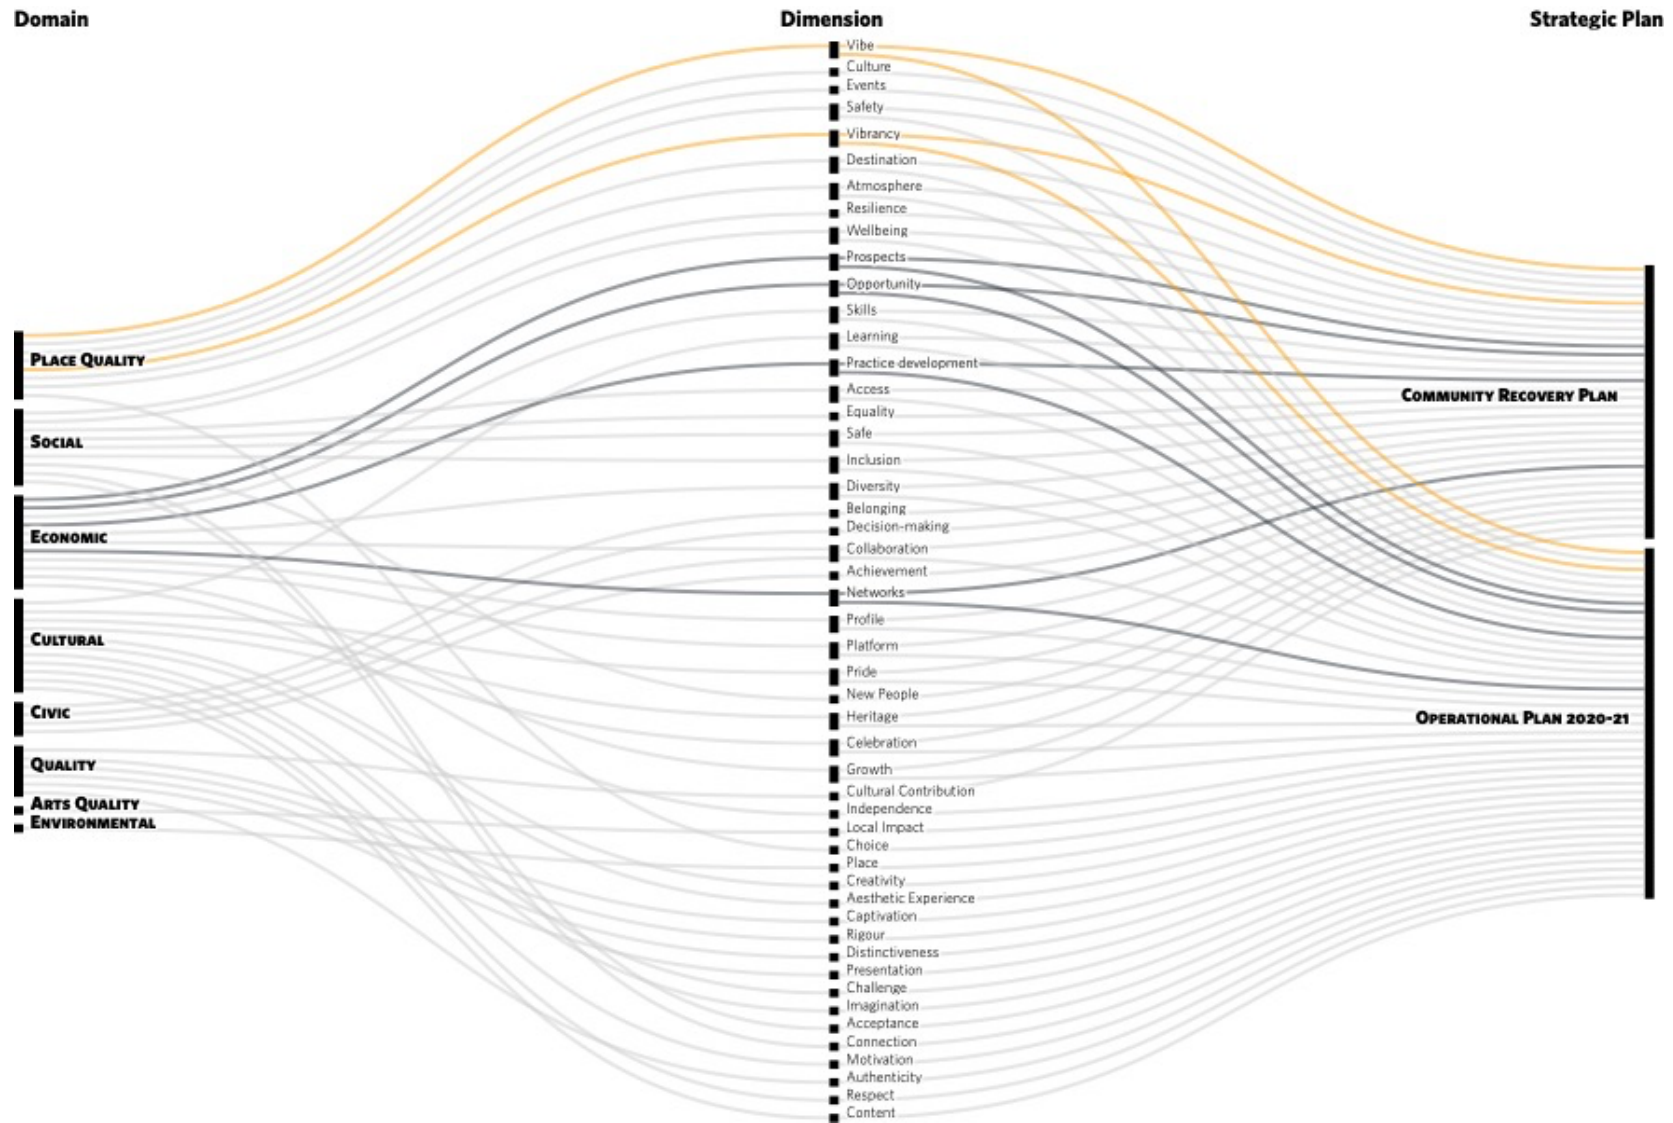 Domain
Dimension
Strategic Plan
Vibe
Culture
Events
Safety
Vibrancy
Destination
Atmosphere
Resilience
Wellbeing
Prospects
Opportunity
Skills
Learning
Practice development
Access
Equality
Safe
Inclusion
Diversity
Belonging
Decision-making
Collaboration
Achievement
Networks
Profile
Platform
Pride
New People
Heritage
Celebration
Growth
Cultural Contribution
Independence
Local Impact
Choice
Place
Creativity
Aesthetic Experience
Captivation
Rigour
Distinctiveness
Presentation
Challenge
Imagination
Acceptance
Connection
Motivation
Authenticity
Respect
Content
Place Quality
Social
Economic
Cultural
Civic
Quality
Arts Quality
Environmental
Community Recovery Plan
Operational Plan 2020-21